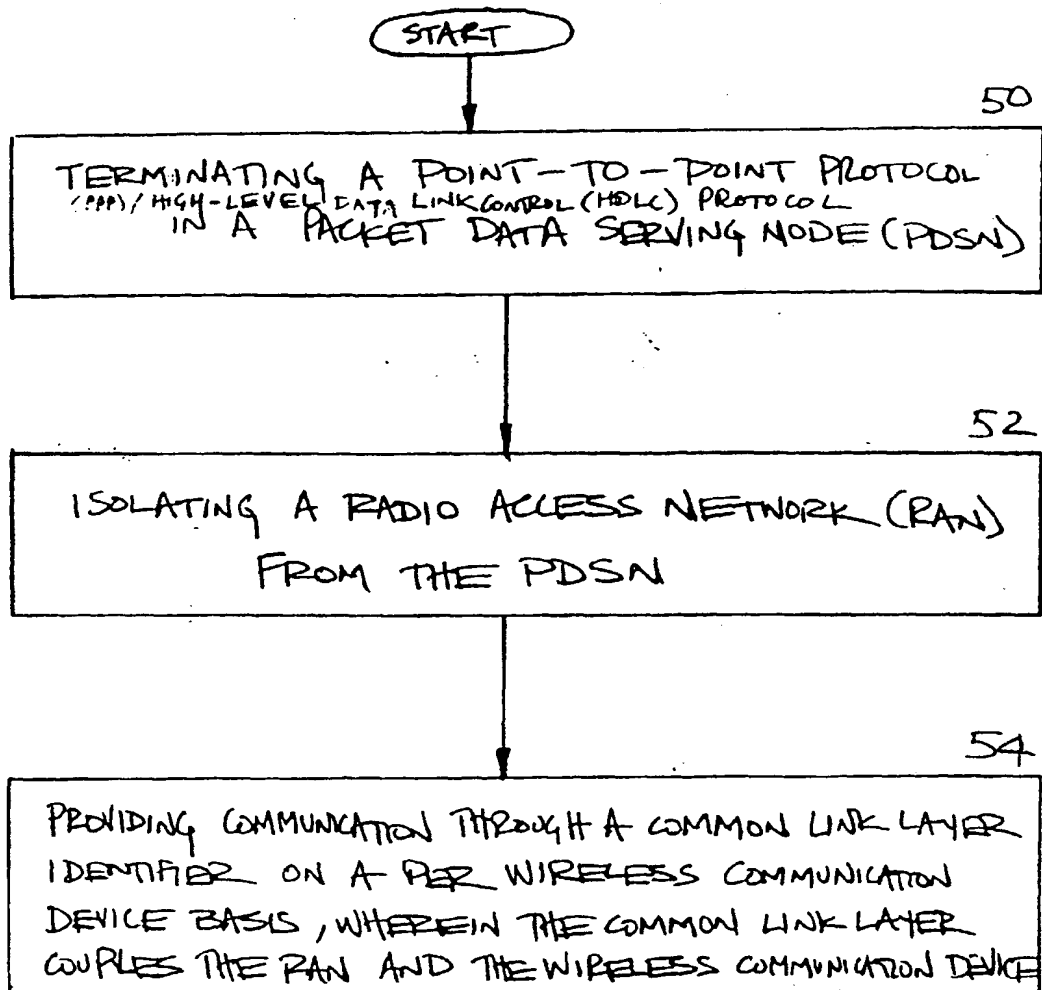 START
50
TERMINATING A POINT-TO-POINT PROTOCOL
(PPP)/HIGH-LEVEL DATA LINK CONTROL (HDLC) PROTOCOL
IN A PACKET DATA SERVING NODE (PDSN)
52
ISOLATING A RADIO ACCESS NETWORK (RAN)
FROM THE PDSN
54
PROVIDING COMMUNICATION THROUGH A COMMON LINK LAYER
IDENTIFIER ON A PER WIRELESS COMMUNICATION
DEVICE BASIS, WHEREIN THE COMMON LINK LAYER
COUPLES THE RAN AND THE WIRELESS COMMUNICATION DEVICE